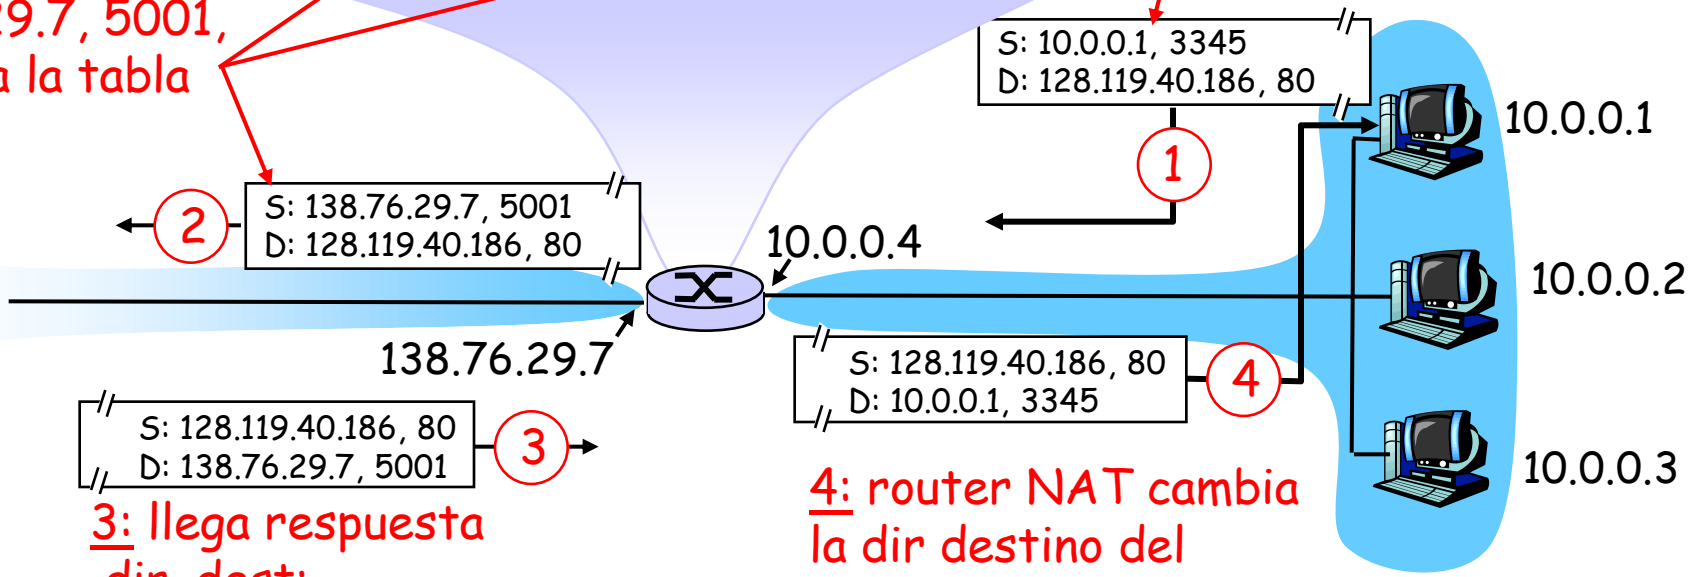 29.7, 5001,
a la tabla
S: 10.0.0.1, 3345
D: 128.119.40.186, 80
10.0.0.1
1
2
S: 138.76.29.7, 5001
D: 128.119.40.186, 80
10.0.0.4
10.0.0.2
138.76.29.7
S: 128.119.40.186, 80
D: 10.0.0.1, 3345
4
S: 128.119.40.186, 80
D: 138.76.29.7, 5001
3
10.0.0.3
3: llega respuesta
dir. dest:
4: router NAT cambia
la dir destino del